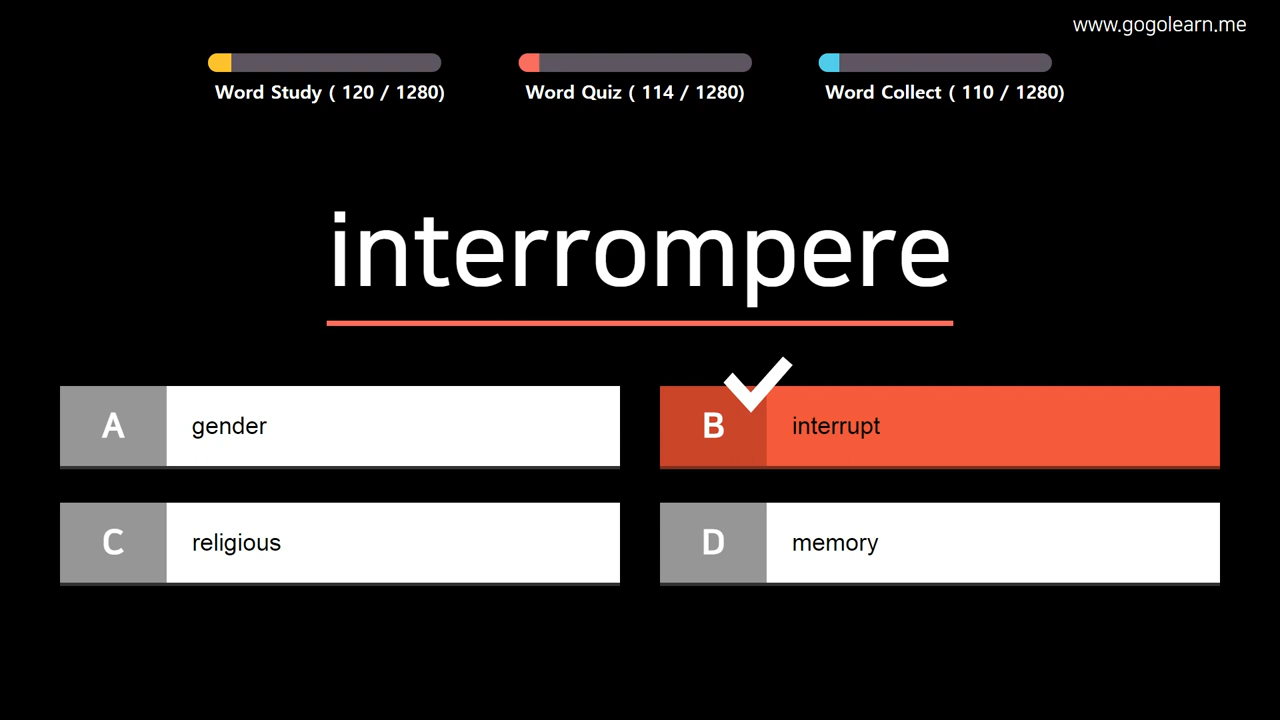 www.gogolearn.me
Word Study ( 120 / 1280)
Word Quiz ( 114 / 1280)
Word Collect ( 110 / 1280)
interrompere
A gender
B interrupt
C religious
D memory